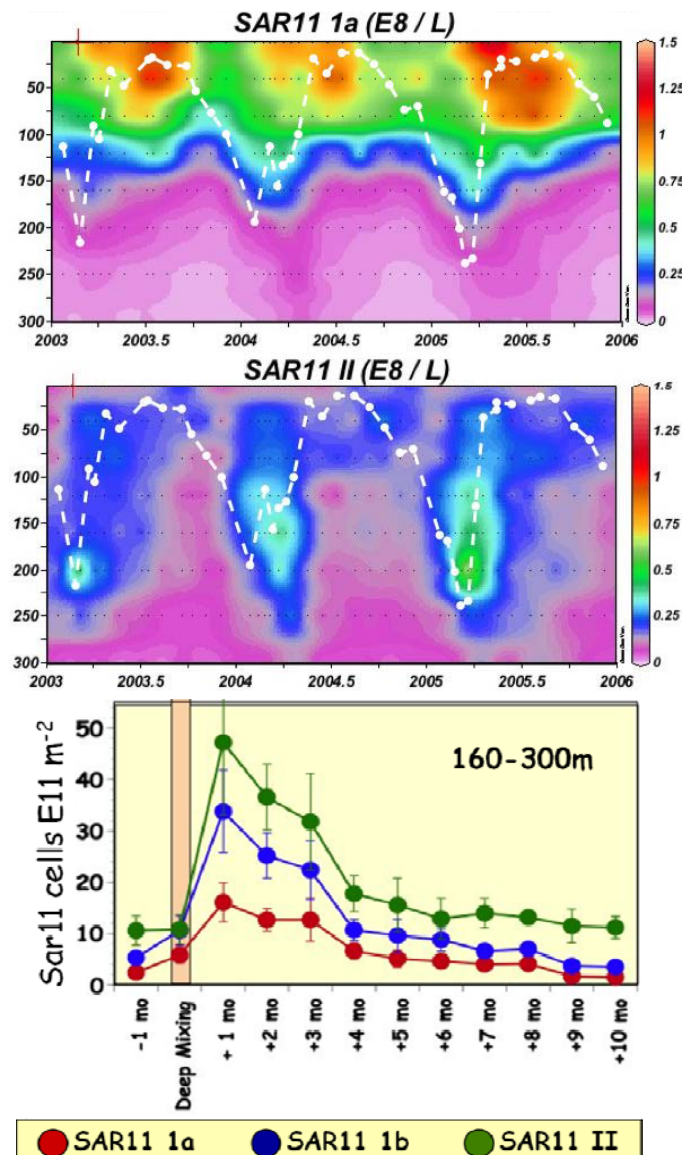 SAR11 1a (E8 / L)
50
100
150
200
250
300
2003
2003.5
2004
2004.5
2005
2005.5
2006
1.5
1.25
1
0.75
0.5
0.25
0
SAR11 II (E8 / L)
50
100
150
200
250
300
2003
2003.5
2004
2004.5
2005
2005.5
2006
1.5
1.25
1
0.75
0.5
0.25
0
Sar11 cells E11 m-2
50
40
30
20
10
0
160-300m
-1 mo
Deep Mixing
+ 1 mo
+2 mo
+3 mo
+4 mo
+5 mo
+6 mo
+7 mo
+8 mo
+9 mo
+10 mo
SAR11 1a
SAR11 1b
SAR11 II